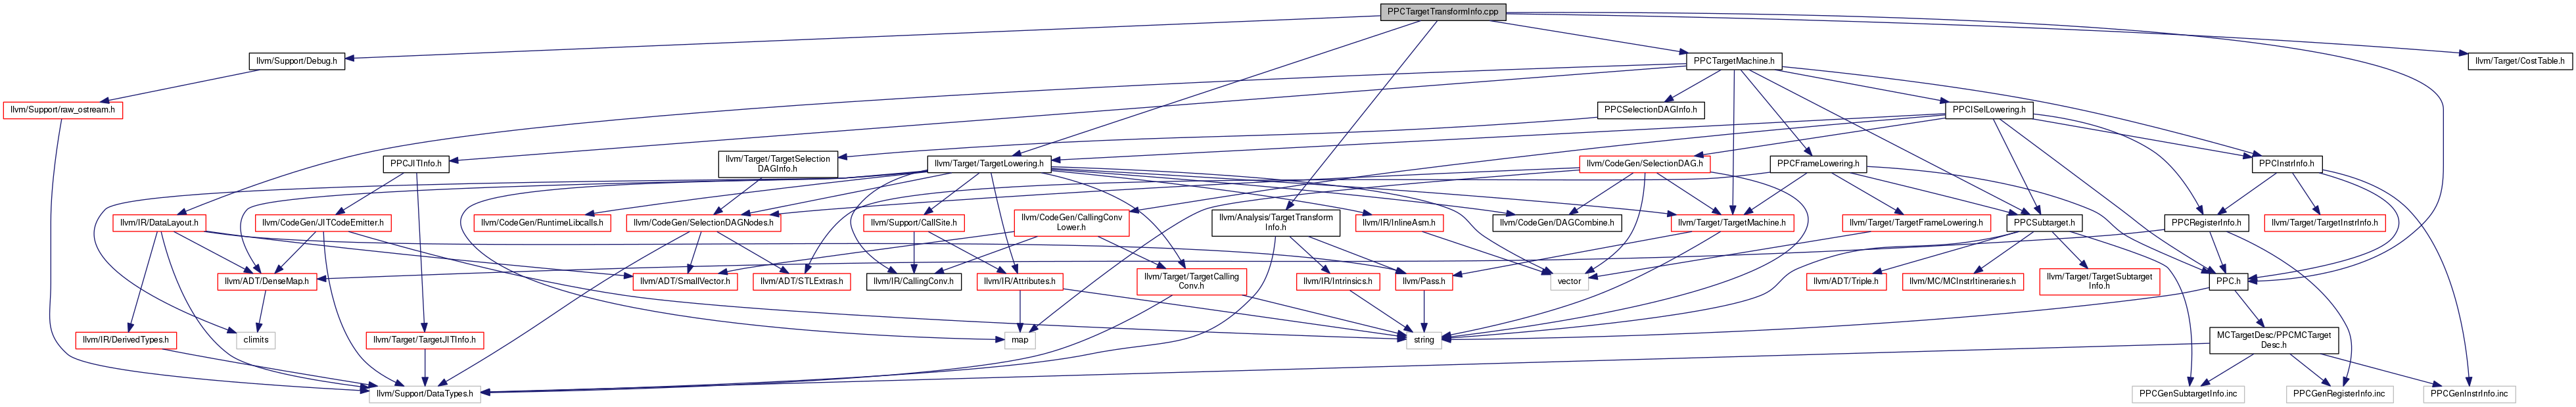 PPCTargetTransformInfo.cpp
llvm/Support/Debug.h
PPCTargetMachine.h
llvm/Target/CostTable.h
llvm/Support/raw_ostream.h
PPCSelectionDAGInfo.h
PPCISelLowering.h
PPCJITInfo.h
llvm/Target/TargetSelection
DAGInfo.h
llvm/Target/TargetLowering.h
llvm/CodeGen/SelectionDAG.h
PPCFrameLowering.h
PPCInstrInfo.h
llvm/IR/DataLayout.h
llvm/CodeGen/JITCodeEmitter.h
llvm/CodeGen/RuntimeLibcalls.h
llvm/CodeGen/SelectionDAGNodes.h
llvm/Support/CallSite.h
llvm/CodeGen/CallingConv
Lower.h
llvm/Analysis/TargetTransform
Info.h
llvm/IR/InlineAsm.h
llvm/CodeGen/DAGCombine.h
llvm/Target/TargetMachine.h
llvm/Target/TargetFrameLowering.h
PPCSubtarget.h
PPCRegisterInfo.h
llvm/Target/TargetInstrInfo.h
llvm/ADT/DenseMap.h
llvm/ADT/SmallVector.h
llvm/ADT/STLExtras.h
llvm/IR/CallingConv.h
llvm/IR/Attributes.h
llvm/Target/TargetCalling
Conv.h
llvm/IR/Intrinsics.h
llvm/Pass.h
vector
llvm/ADT/Triple.h
llvm/MC/MCInstrItineraries.h
llvm/Target/TargetSubtarget
Info.h
PPC.h
llvm/IR/DerivedTypes.h
climits
llvm/Target/TargetJITInfo.h
map
string
MCTargetDesc/PPCMCTarget
Desc.h
llvm/Support/DataTypes.h
PPCGenSubtargetInfo.inc
PPCGenRegisterInfo.inc
PPCGenInstrInfo.inc